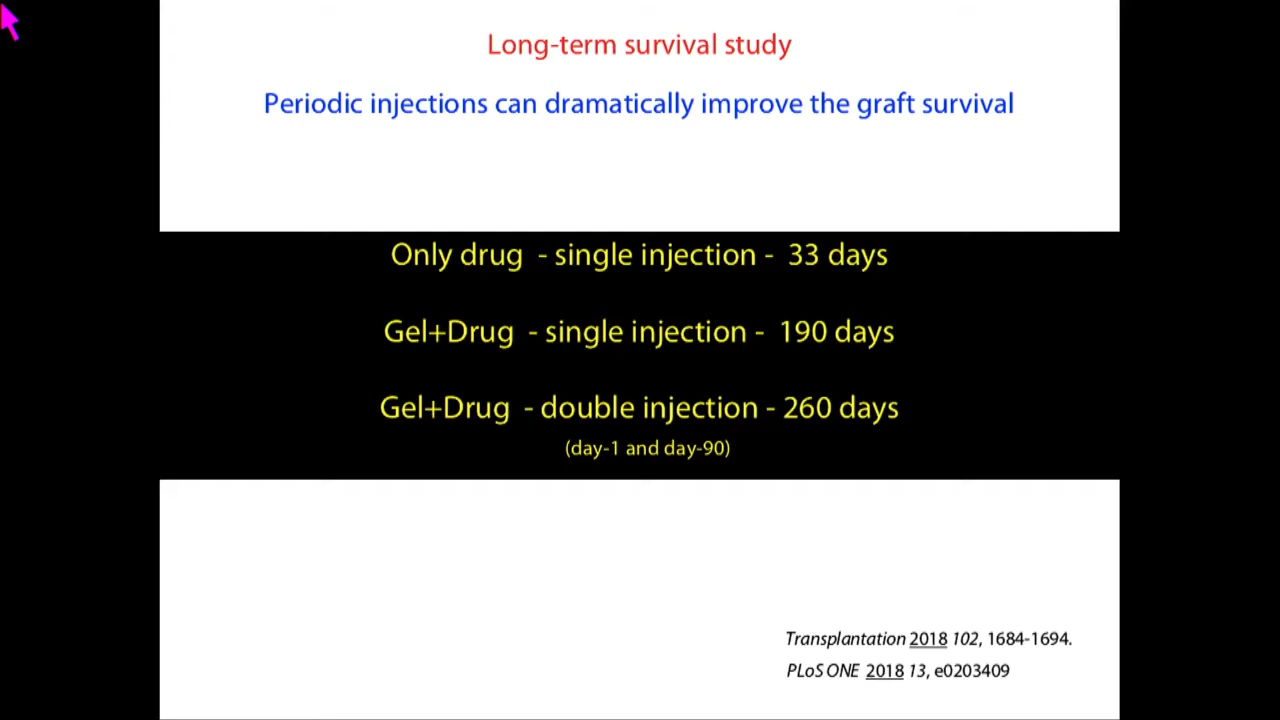 Long-term survival study
Periodic injections can dramatically improve the graft survival
Only drug - single injection - 33 days
Gel+Drug - single injection - 190 days
Gel+Drug - double injection - 260 days
(day-1 and day-90)
Transplantation 2018 102, 1684-1694.
PLoS ONE 2018 13, e0203409